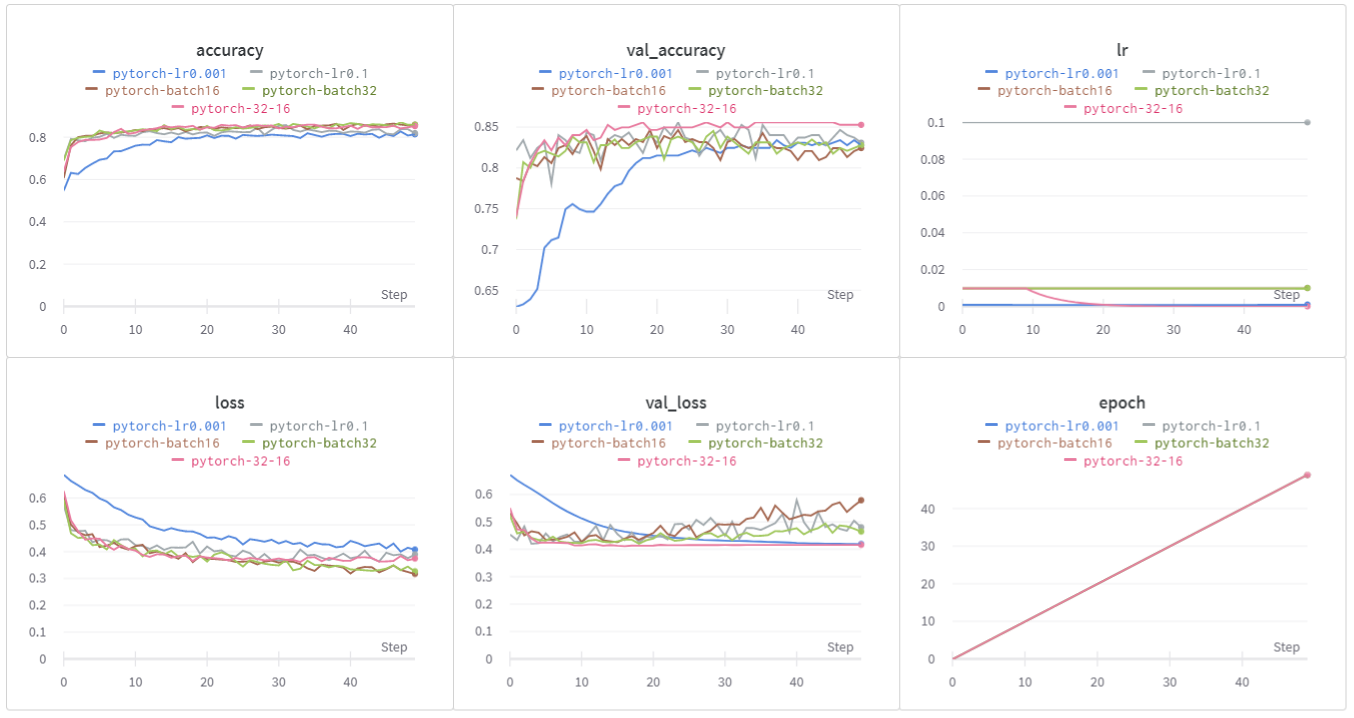 accuracy
pytorch-lr0.001 pytorch-lr0.1
pytorch-batch16 pytorch-batch32
pytorch-32-16
0.8
0.6
0.4
0.2
0
Step
0 10 20 30 40
val_accuracy
pytorch-lr0.001 pytorch-lr0.1
pytorch-batch16 pytorch-batch32
pytorch-32-16
0.85
0.8
0.75
0.7
0.65
Step
0 10 20 30 40
lr
pytorch-lr0.001 pytorch-lr0.1
pytorch-batch16 pytorch-batch32
pytorch-32-16
0.1
0.08
0.06
0.04
0.02
0
Step
0 10 20 30 40
loss
pytorch-lr0.001 pytorch-lr0.1
pytorch-batch16 pytorch-batch32
pytorch-32-16
0.6
0.5
0.4
0.3
0.2
0.1
0
Step
0 10 20 30 40
val_loss
pytorch-lr0.001 pytorch-lr0.1
pytorch-batch16 pytorch-batch32
pytorch-32-16
0.6
0.5
0.4
0.3
0.2
0.1
0
Step
0 10 20 30 40
epoch
pytorch-lr0.001 pytorch-lr0.1
pytorch-batch16 pytorch-batch32
pytorch-32-16
40
30
20
10
0
Step
0 10 20 30 40